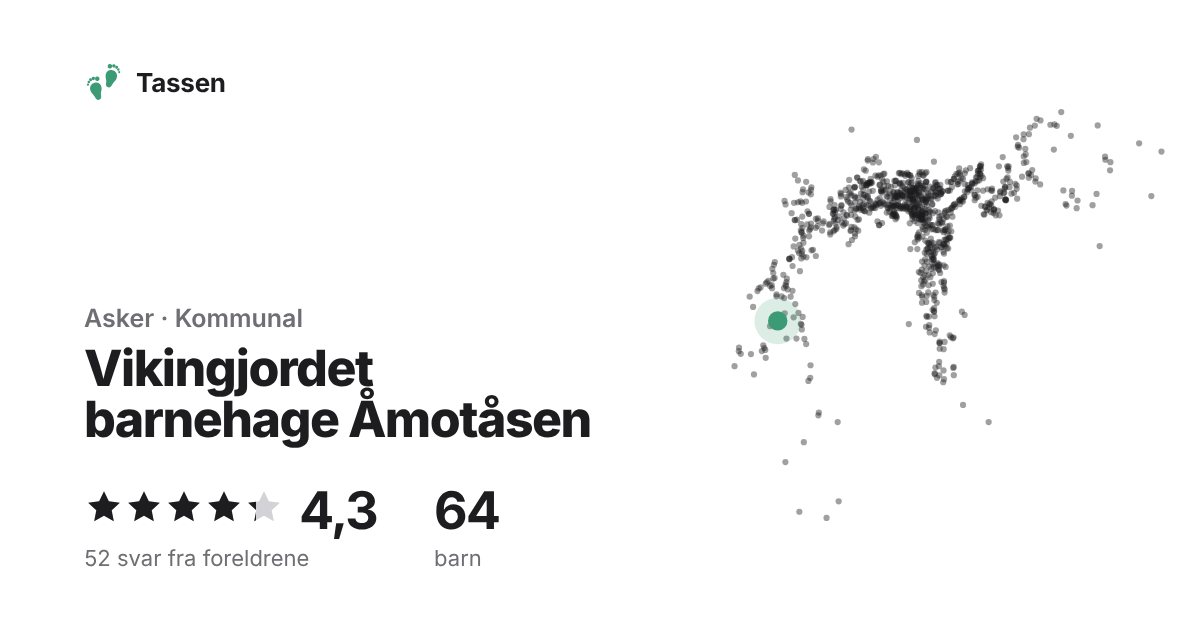 Tassen
Asker · Kommunal
Vikingjordet
barnehage Åmotåsen
4,3
52 svar fra foreldrene
64
barn